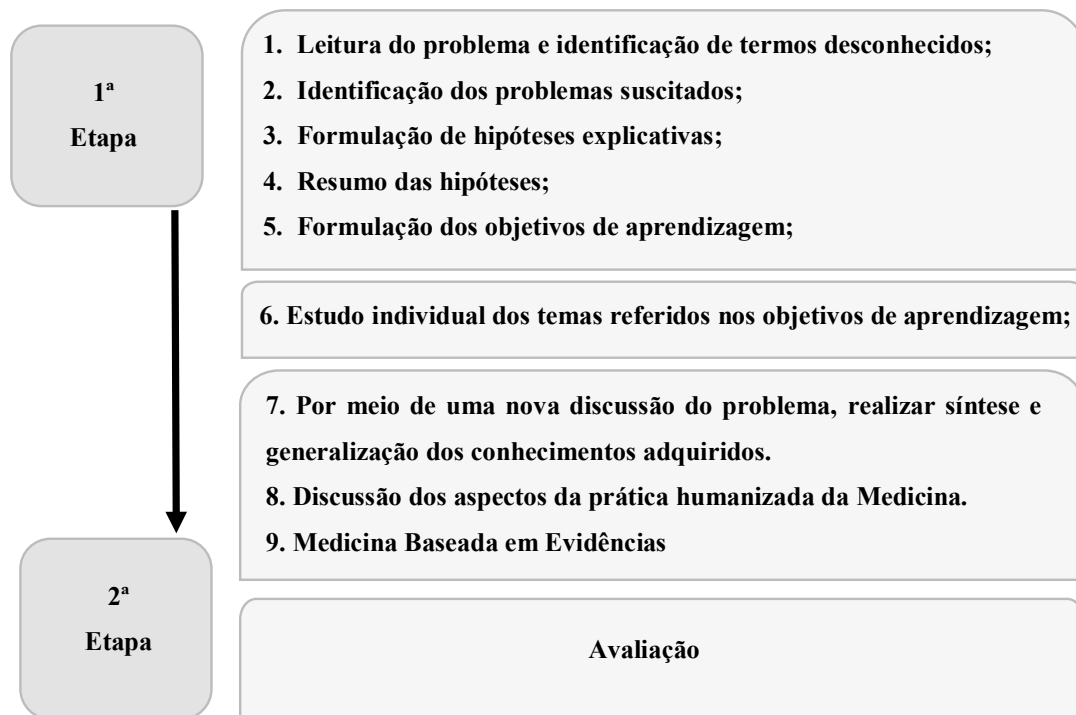 1ª
Etapa
1. Leitura do problema e identificação de termos desconhecidos;
2. Identificação dos problemas suscitados;
3. Formulação de hipóteses explicativas;
4. Resumo das hipóteses;
5. Formulação dos objetivos de aprendizagem;
6. Estudo individual dos temas referidos nos objetivos de aprendizagem;
7. Por meio de uma nova discussão do problema, realizar síntese e
generalização dos conhecimentos adquiridos.
8. Discussão dos aspectos da prática humanizada da Medicina.
9. Medicina Baseada em Evidências
2ª
Etapa
Avaliação